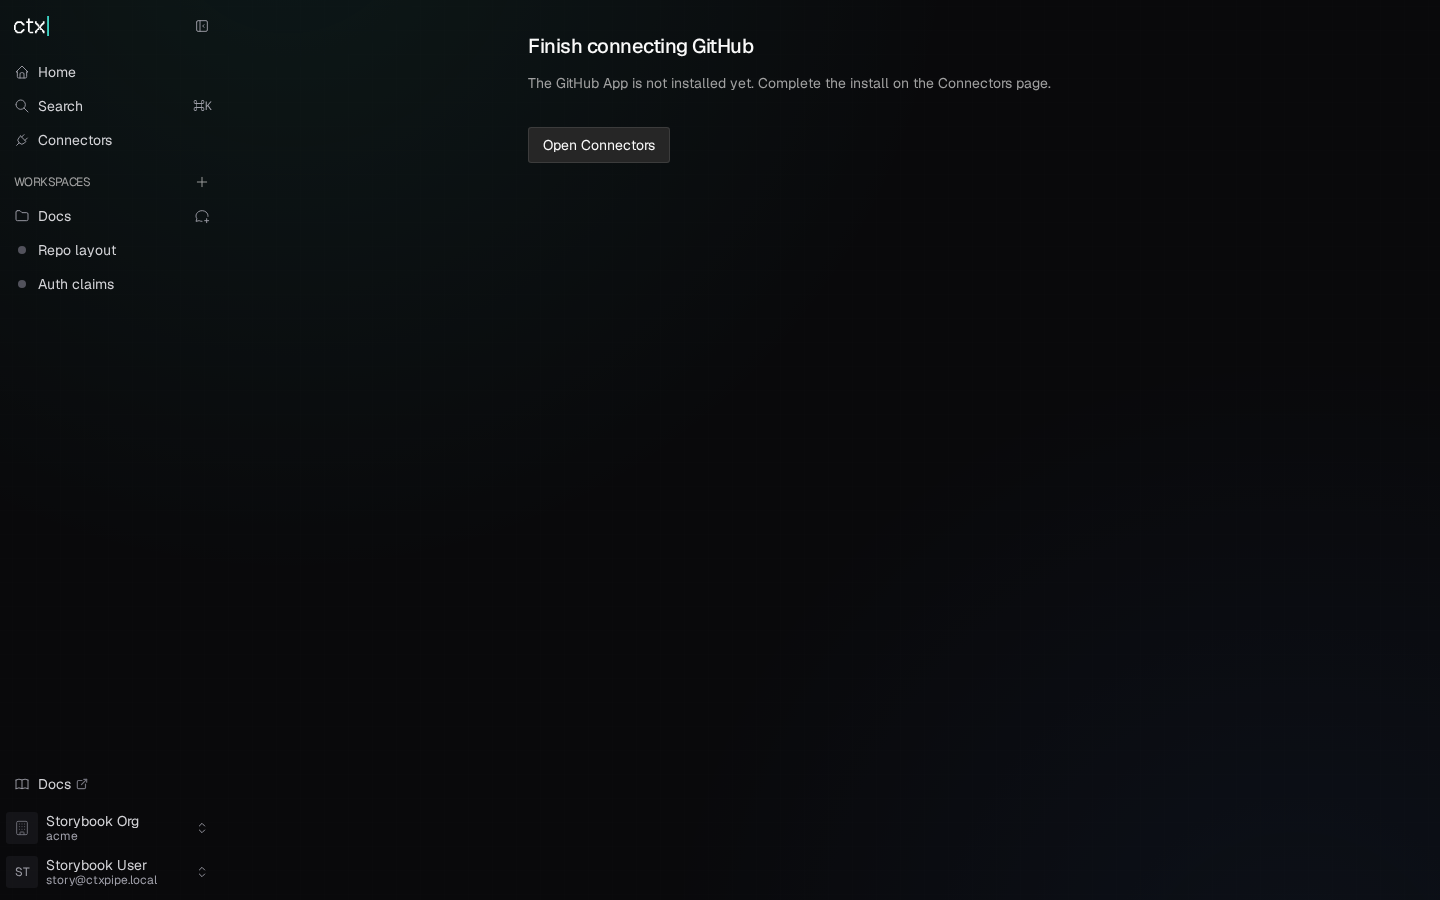 ctx
Home
Search ⌘K
Connectors
WORKSPACES
Docs
Repo layout
Auth claims
Finish connecting GitHub
The GitHub App is not installed yet. Complete the install on the Connectors page.
Open Connectors
Docs
Storybook Org
acme
ST
Storybook User
story@ctxpipe.local